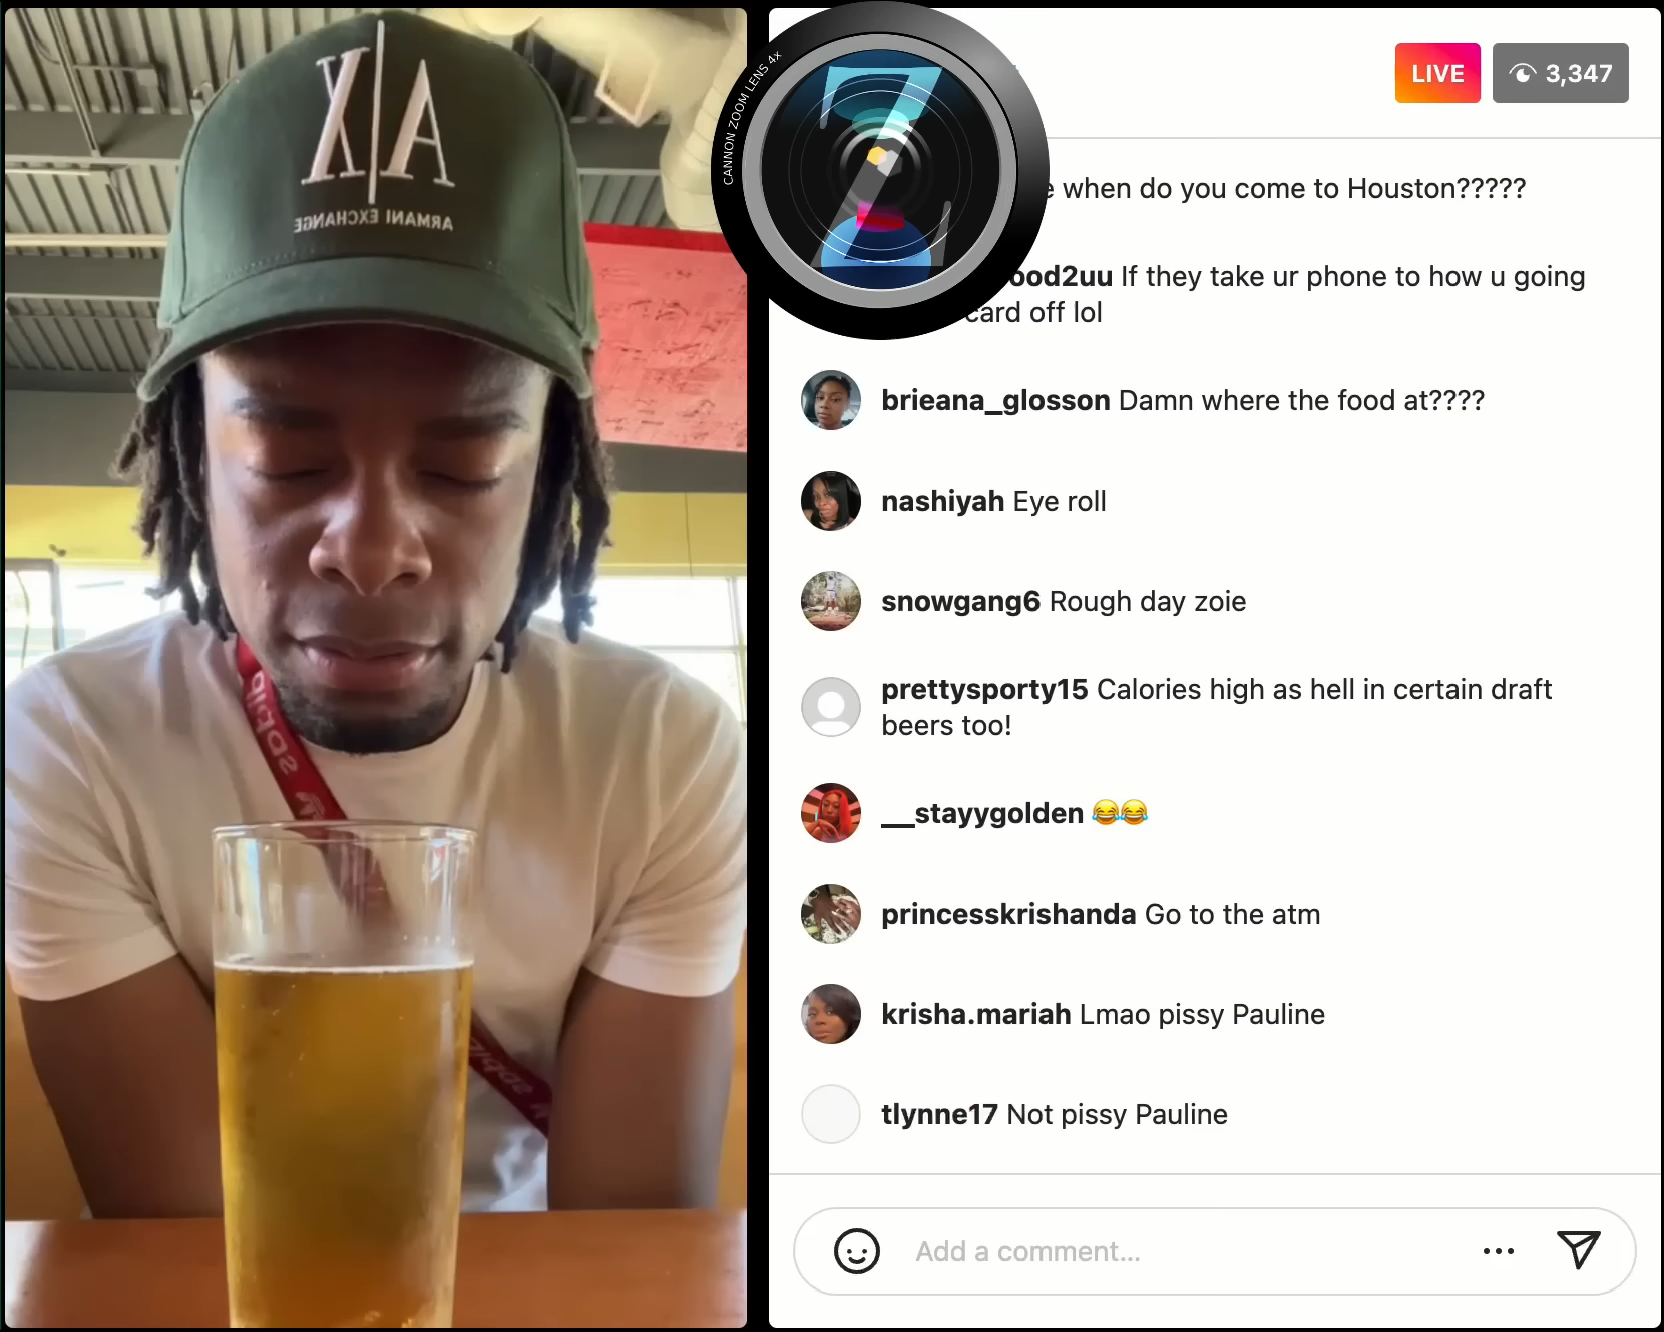 A|X
ARMANI EXCHANGE
CANNON ZOOM LENS 4x
Z
LIVE
3,347
when do you come to Houston?????
ood2uu If they take ur phone to how u going
card off lol
brieana_glosson Damn where the food at????
nashiyah Eye roll
snowgang6 Rough day zoie
prettysporty15 Calories high as hell in certain draft
beers too!
__stayygolden 😂😂
princesskrishanda Go to the atm
krisha.mariah Lmao pissy Pauline
tlynne17 Not pissy Pauline
Add a comment...